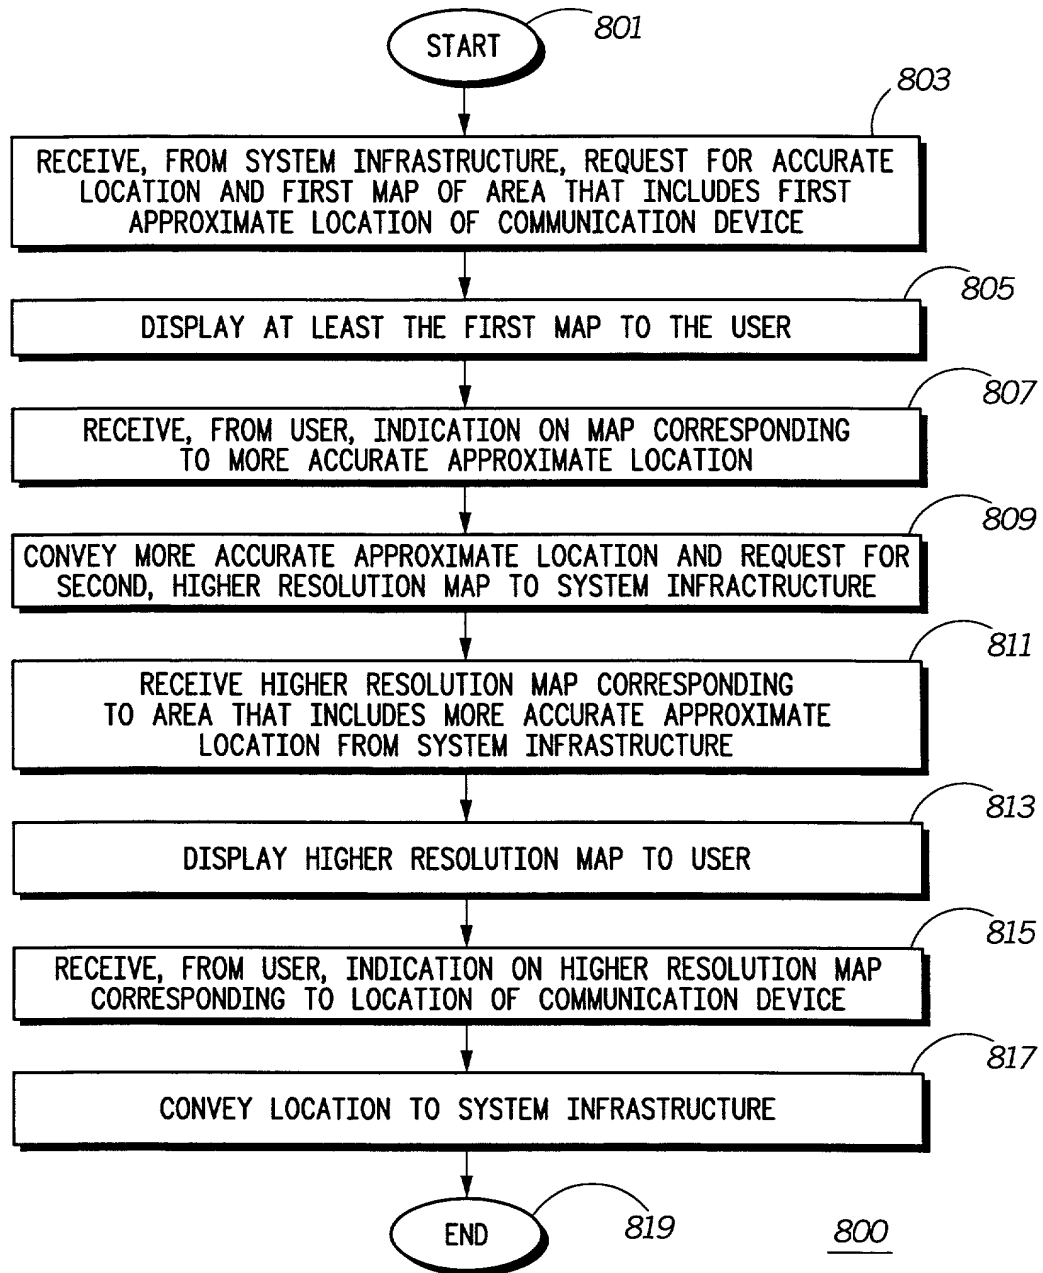 START
801
803
RECEIVE, FROM SYSTEM INFRASTRUCTURE, REQUEST FOR ACCURATE
LOCATION AND FIRST MAP OF AREA THAT INCLUDES FIRST
APPROXIMATE LOCATION OF COMMUNICATION DEVICE
805
DISPLAY AT LEAST THE FIRST MAP TO THE USER
807
RECEIVE, FROM USER, INDICATION ON MAP CORRESPONDING
TO MORE ACCURATE APPROXIMATE LOCATION
809
CONVEY MORE ACCURATE APPROXIMATE LOCATION AND REQUEST FOR
SECOND, HIGHER RESOLUTION MAP TO SYSTEM INFRACTRUCTURE
811
RECEIVE HIGHER RESOLUTION MAP CORRESPONDING
TO AREA THAT INCLUDES MORE ACCURATE APPROXIMATE
LOCATION FROM SYSTEM INFRASTRUCTURE
813
DISPLAY HIGHER RESOLUTION MAP TO USER
815
RECEIVE, FROM USER, INDICATION ON HIGHER RESOLUTION MAP
CORRESPONDING TO LOCATION OF COMMUNICATION DEVICE
817
CONVEY LOCATION TO SYSTEM INFRASTRUCTURE
END
819
800